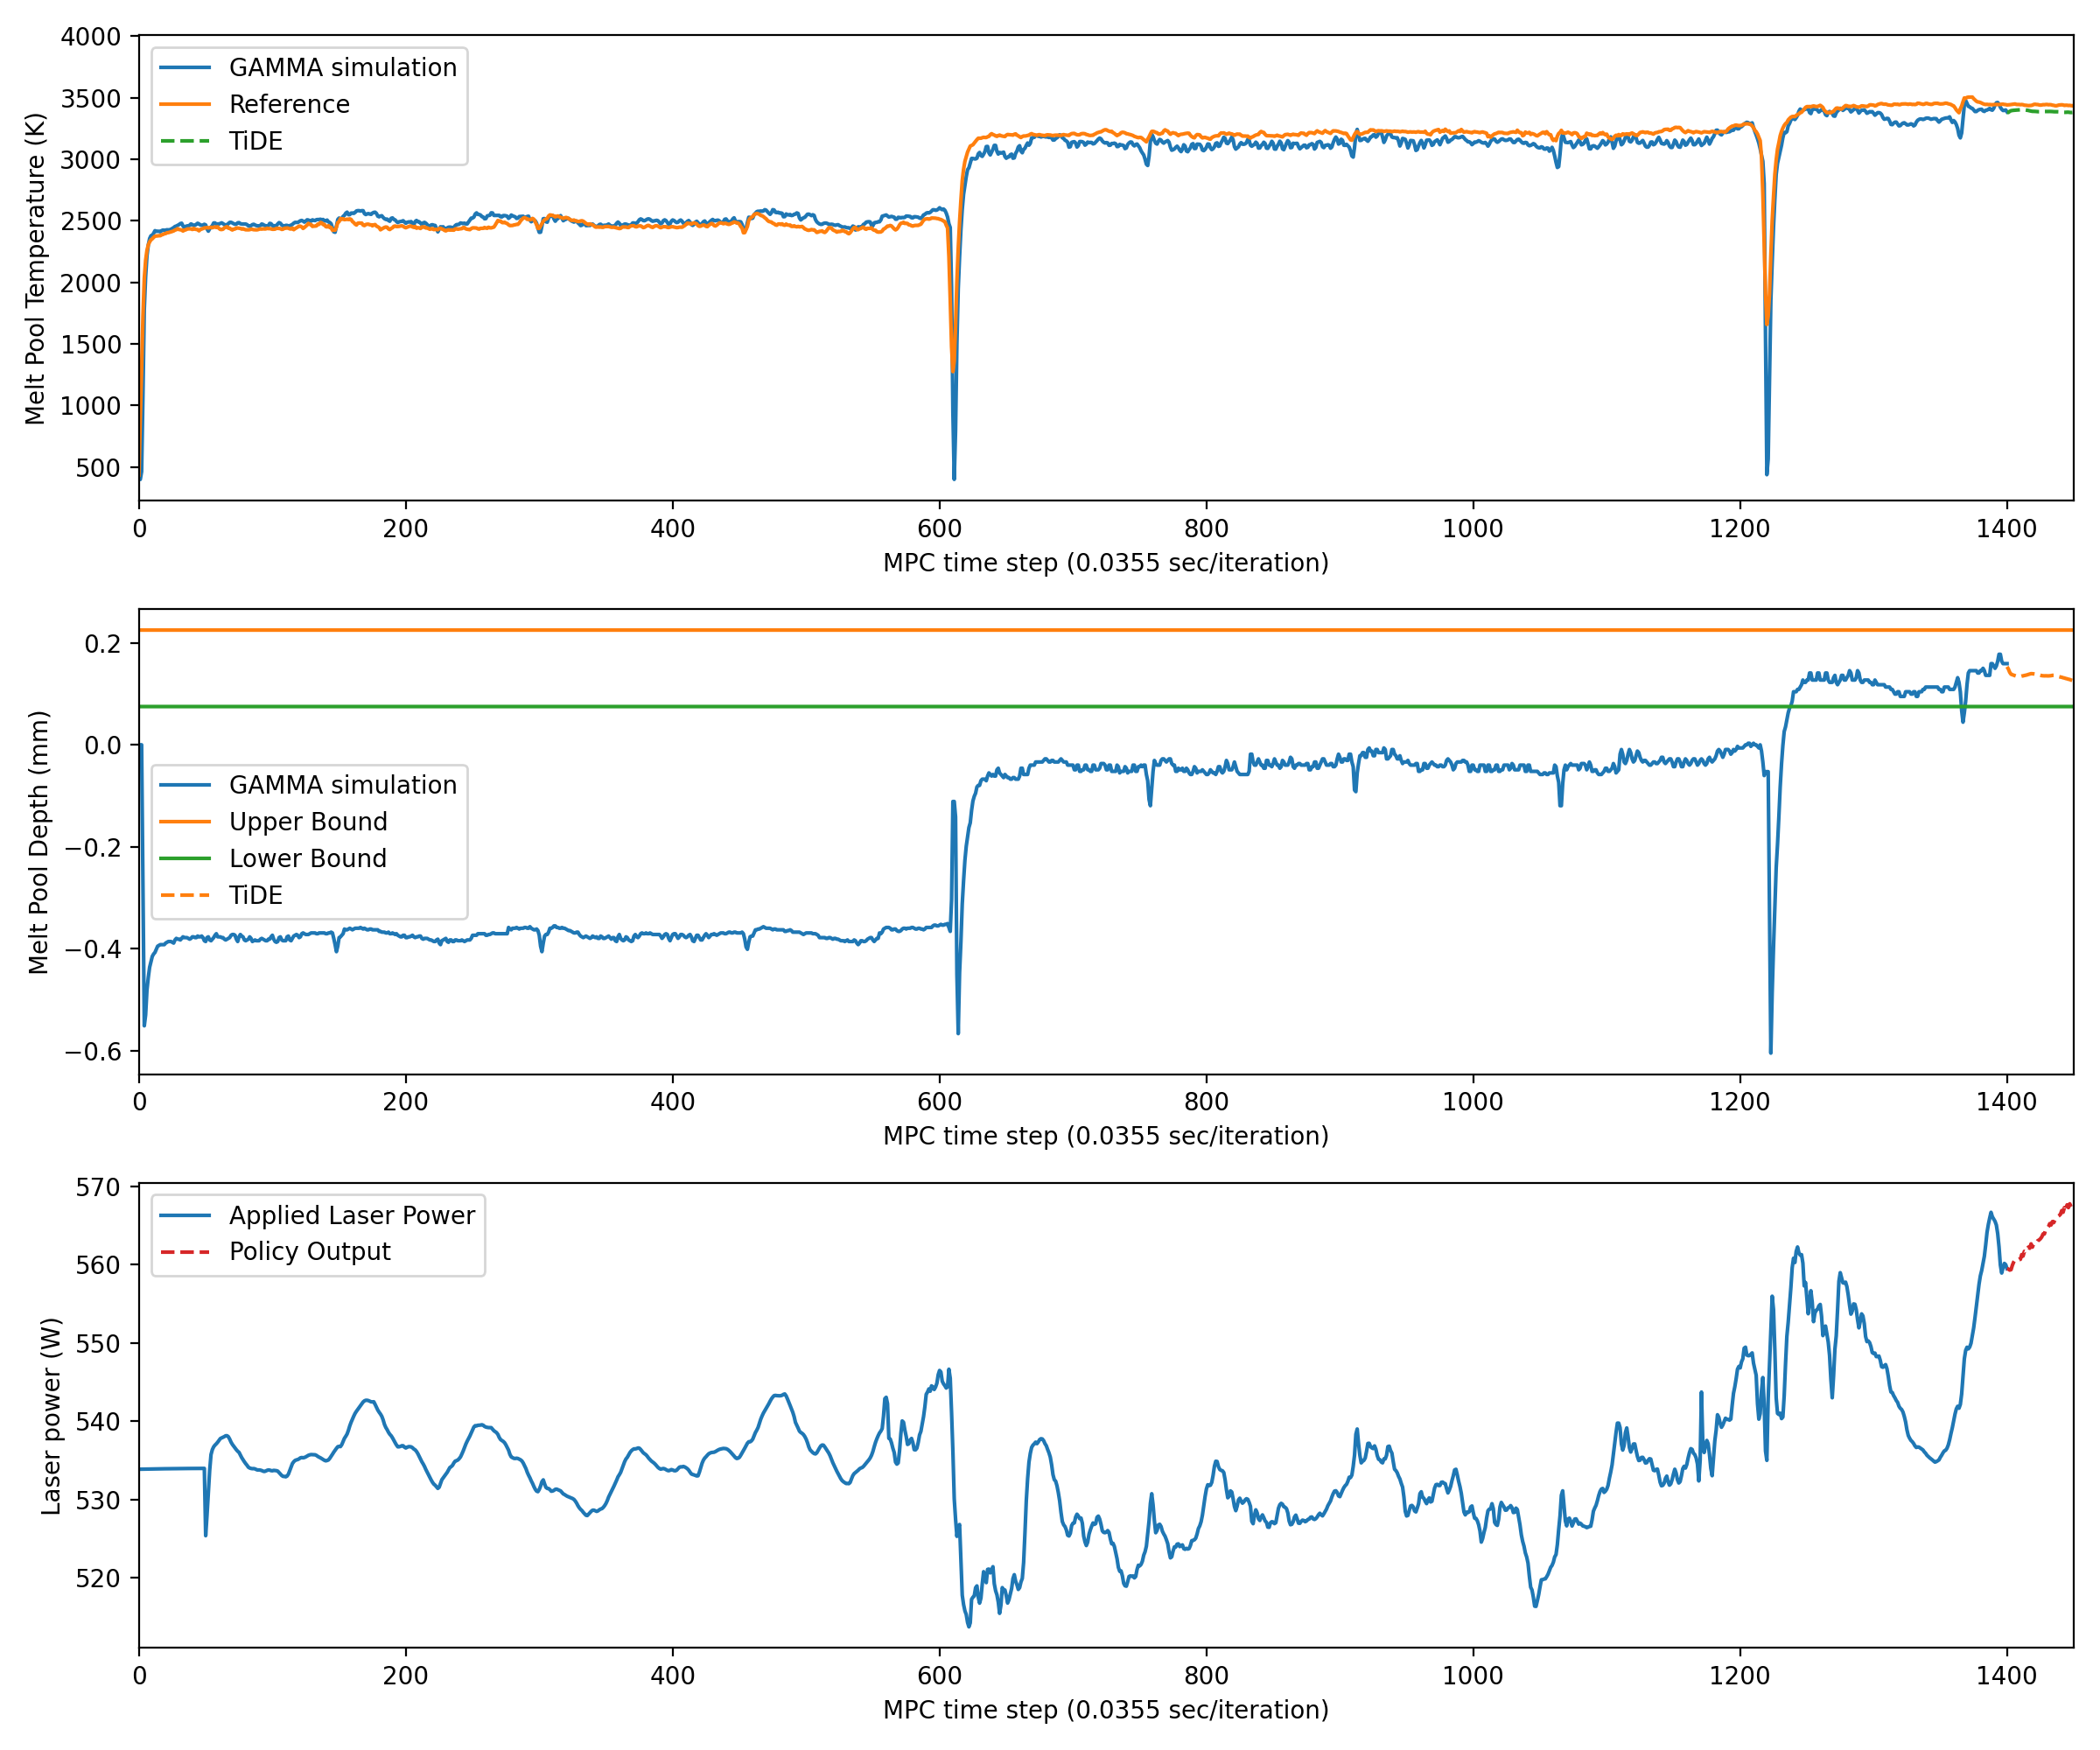 4000
3500
3000
2500
2000
1500
1000
500
Melt Pool Temperature (K)
GAMMA simulation
Reference
TiDE
0 200 400 600 800 1000 1200 1400
MPC time step (0.0355 sec/iteration)
0.2
0.0
−0.2
−0.4
−0.6
Melt Pool Depth (mm)
GAMMA simulation
Upper Bound
Lower Bound
TiDE
0 200 400 600 800 1000 1200 1400
MPC time step (0.0355 sec/iteration)
570
560
550
540
530
520
Laser power (W)
Applied Laser Power
Policy Output
0 200 400 600 800 1000 1200 1400
MPC time step (0.0355 sec/iteration)